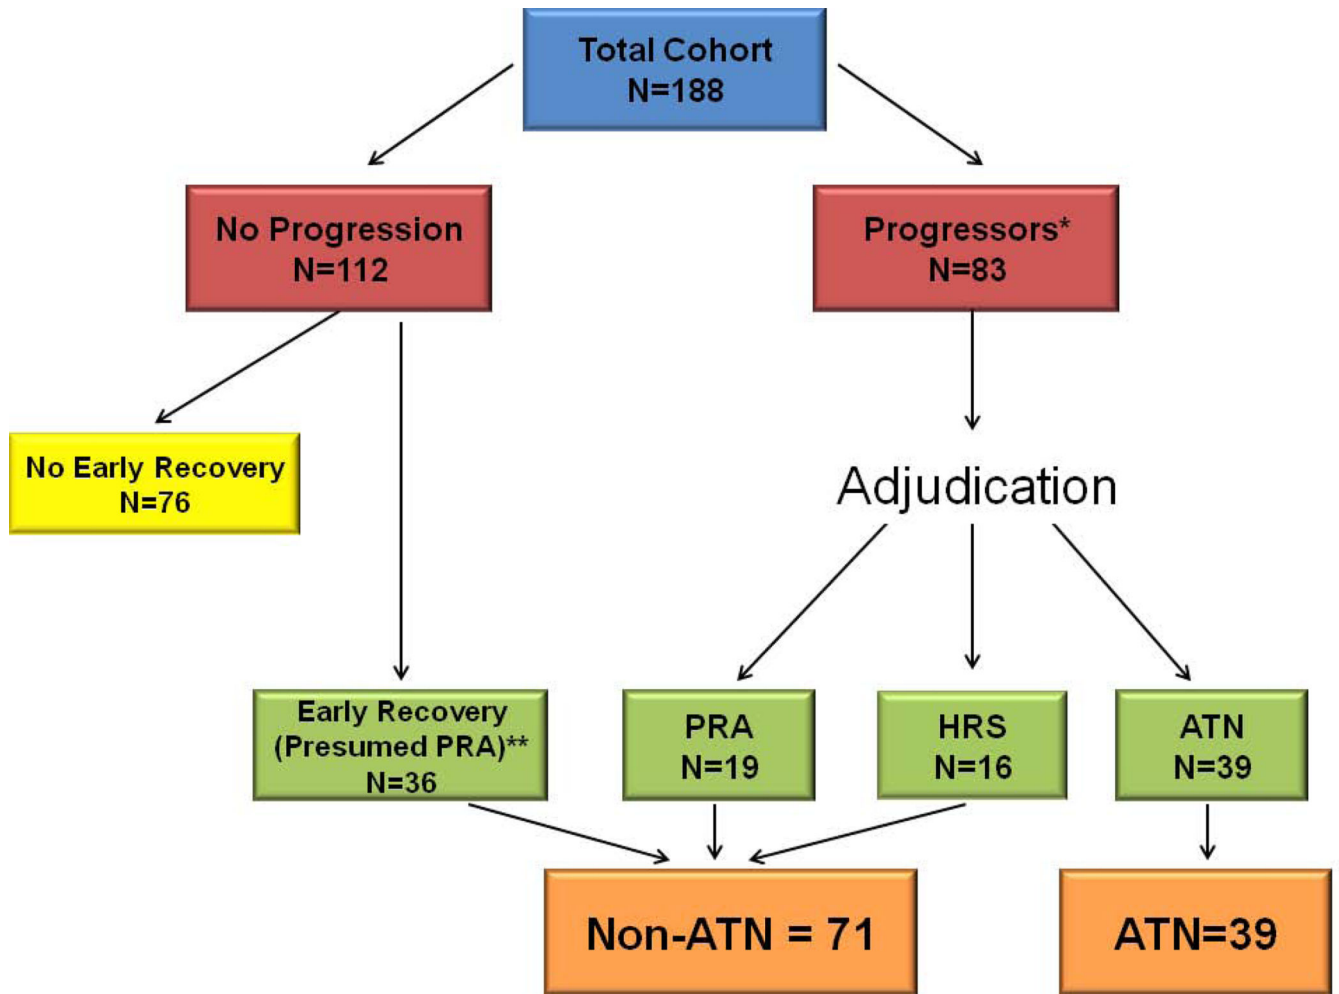 Total Cohort
N=188
No Progression
N=112
Progressors*
N=83
No Early Recovery
N=76
Adjudication
Early Recovery
(Presumed PRA)**
N=36
PRA
N=19
HRS
N=16
ATN
N=39
Non-ATN = 71
ATN=39